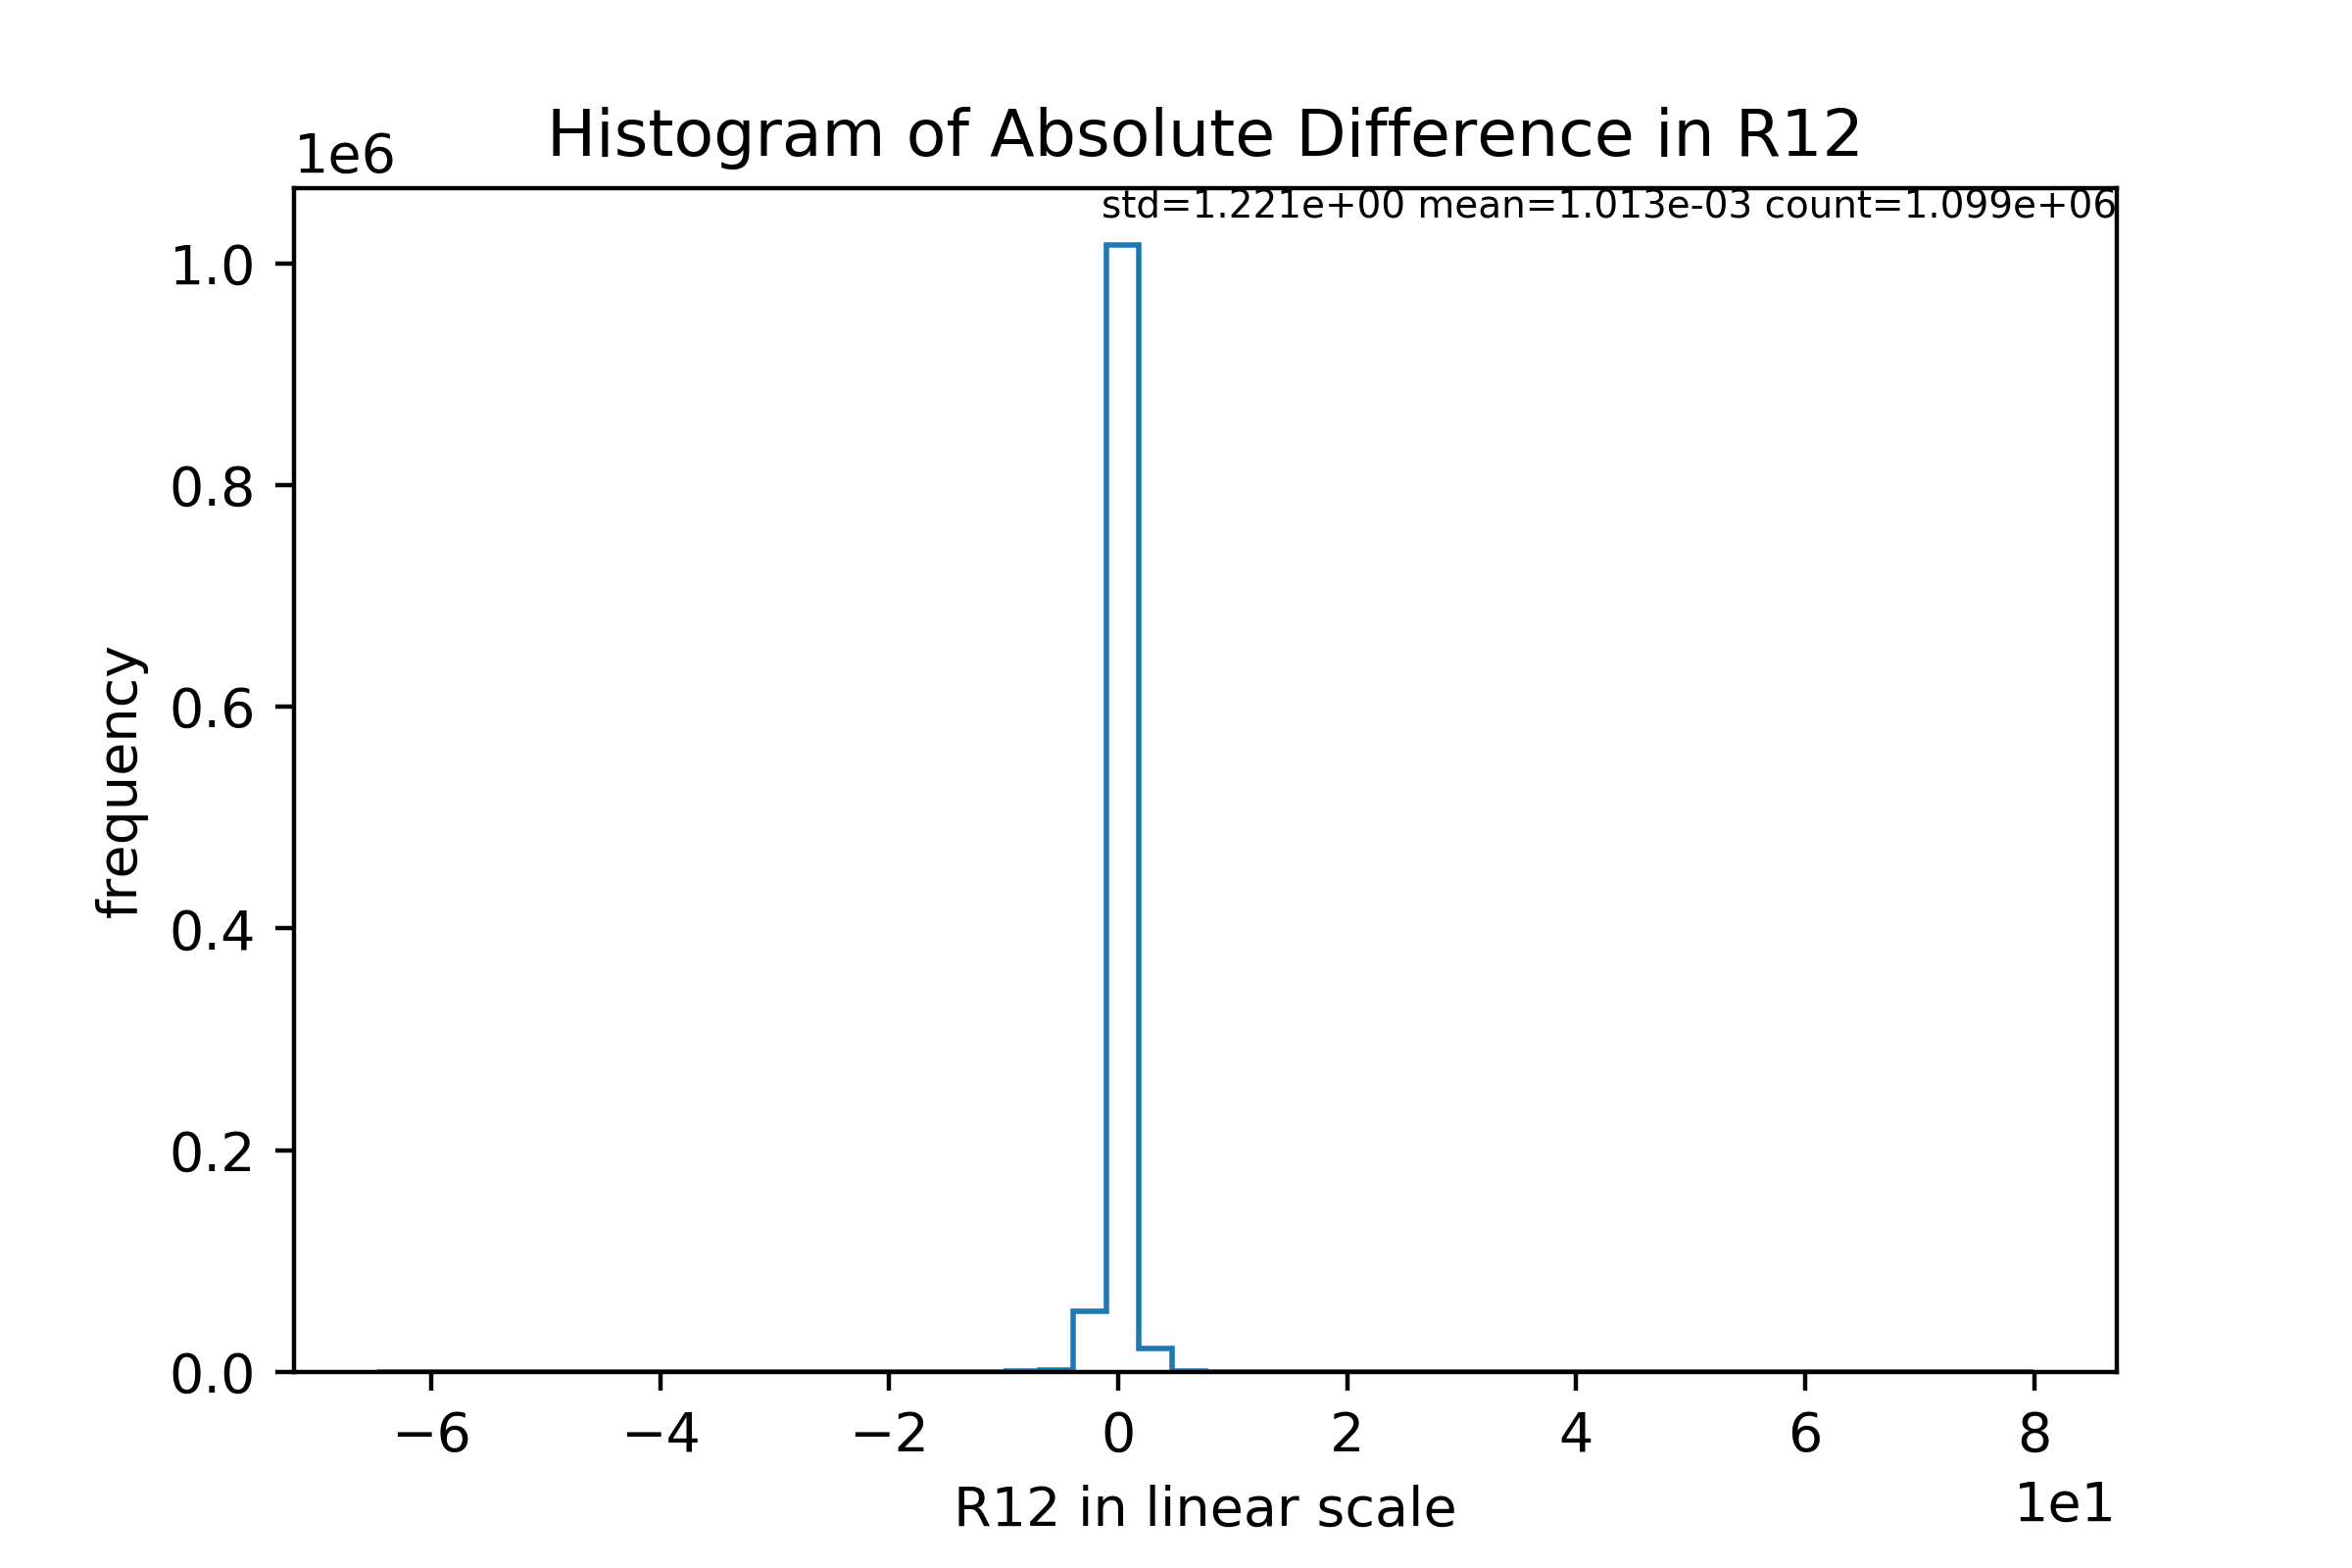 Histogram of Absolute Difference in R12
1e6
std=1.221e+00 mean=1.013e-03 count=1.099e+06
1.0
0.8
0.6
0.4
0.2
0.0
frequency
−6 −4 −2 0 2 4 6 8
1e1
R12 in linear scale